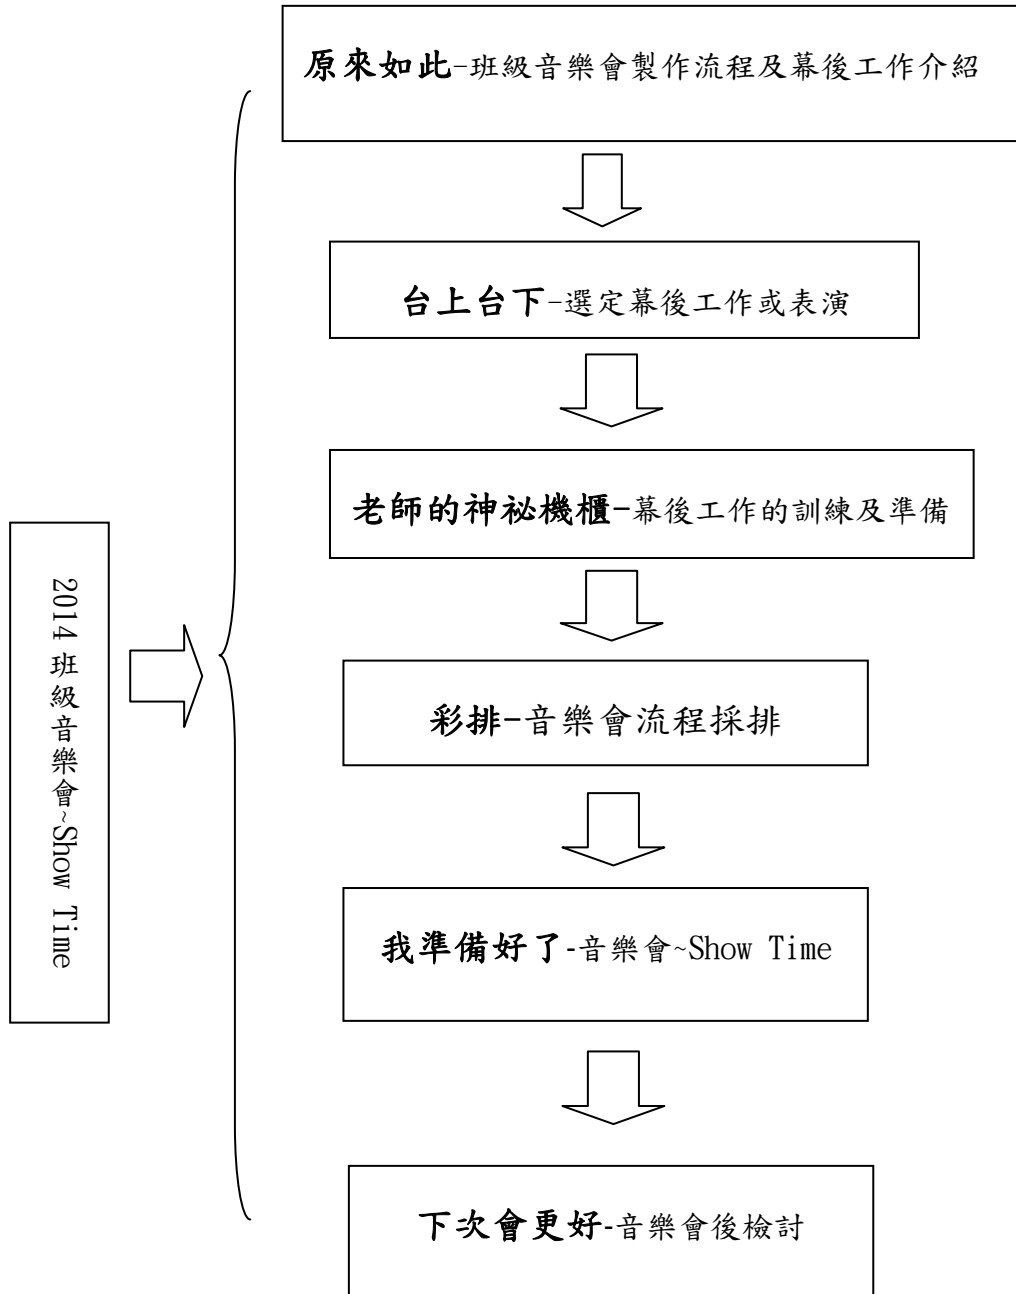 原來如此-班級音樂會製作流程及幕後工作介紹
台上台下-選定幕後工作或表演
老師的神祕機櫃-幕後工作的訓練及準備
2014 班級音樂會~Show Time
彩排-音樂會流程採排
我準備好了-音樂會~Show Time
下次會更好-音樂會後檢討